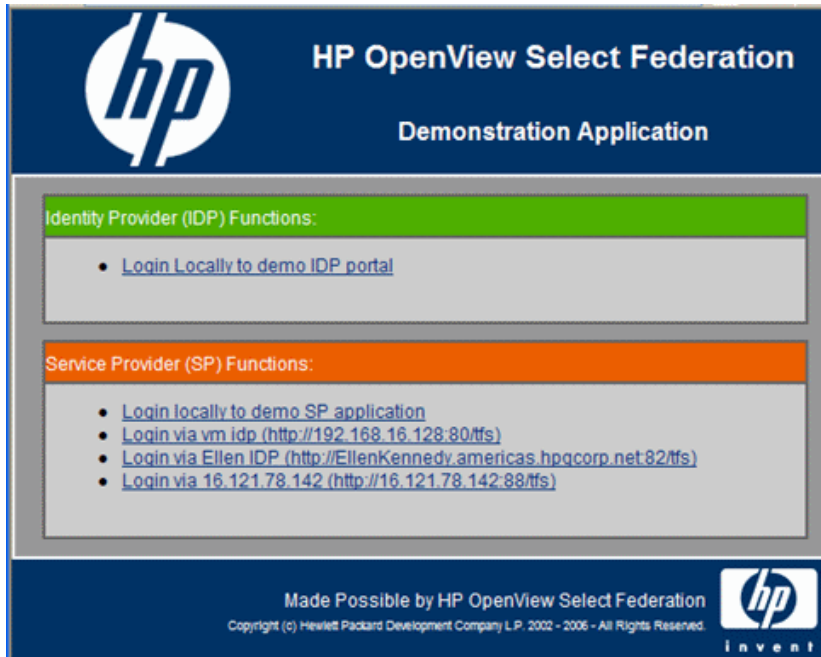 hp
HP OpenView Select Federation
Demonstration Application
Identity Provider (IDP) Functions:
Login Locally to demo IDP portal
Service Provider (SP) Functions:
Login locally to demo SP application
Login via vm idp (http://192.168.16.128:80/tfs)
Login via Ellen IDP (http://EllenKennedy.americas.hpqcorp.net:82/tfs)
Login via 16.121.78.142 (http://16.121.78.142:88/tfs)
Made Possible by HP OpenView Select Federation
Copyright (c) Hewlett Packard Development Company L.P. 2002 - 2006 - All Rights Reserved.
hp
invent